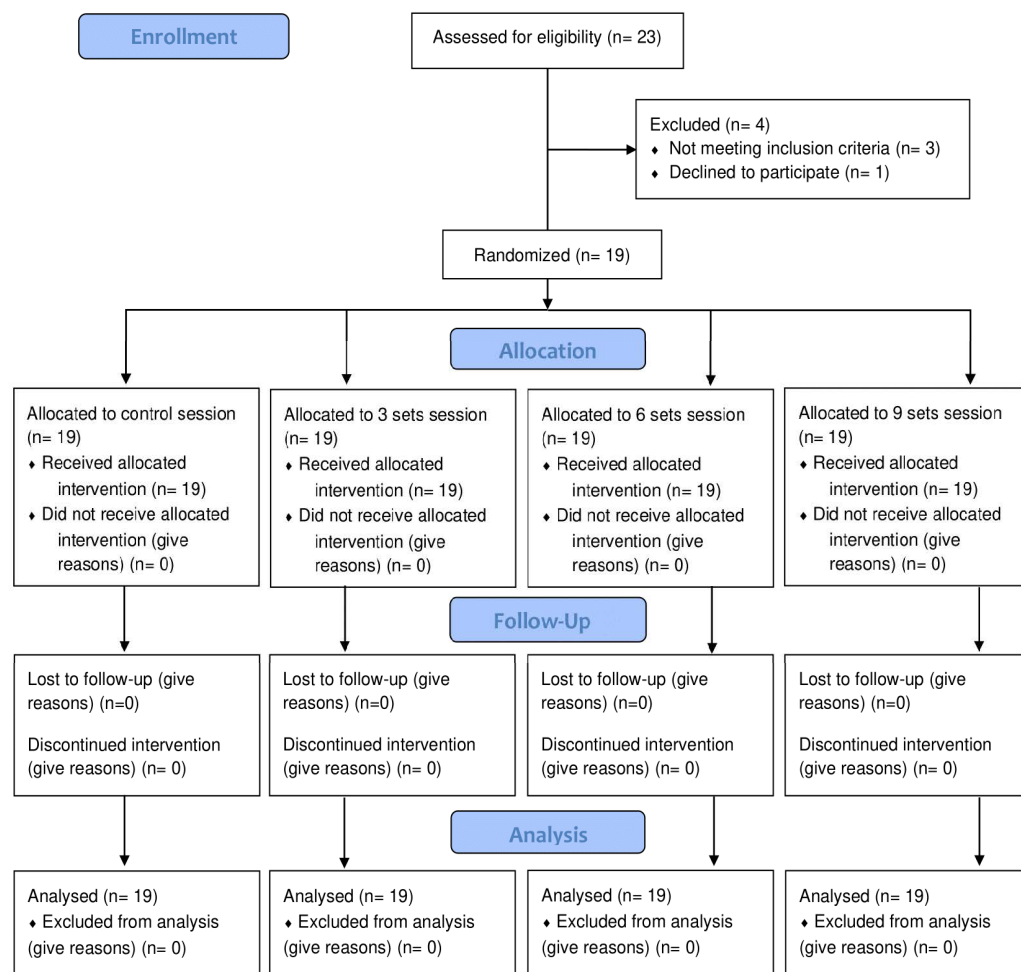 Enrollment
Assessed for eligibility (n= 23)
Excluded (n= 4)
♦ Not meeting inclusion criteria (n= 3)
♦ Declined to participate (n= 1)
Randomized (n= 19)
Allocation
Allocated to control session
(n= 19)
♦ Received allocated
intervention (n= 19)
♦ Did not receive allocated
intervention (give
reasons) (n= 0)
Allocated to 3 sets session
(n= 19)
♦ Received allocated
intervention (n= 19)
♦ Did not receive allocated
intervention (give
reasons) (n= 0)
Allocated to 6 sets session
(n= 19)
♦ Received allocated
intervention (n= 19)
♦ Did not receive allocated
intervention (give
reasons) (n= 0)
Allocated to 9 sets session
(n= 19)
♦ Received allocated
intervention (n= 19)
♦ Did not receive allocated
intervention (give
reasons) (n= 0)
Follow-Up
Lost to follow-up (give
reasons) (n=0)
Discontinued intervention
(give reasons) (n= 0)
Lost to follow-up (give
reasons) (n=0)
Discontinued intervention
(give reasons) (n= 0)
Lost to follow-up (give
reasons) (n=0)
Discontinued intervention
(give reasons) (n= 0)
Lost to follow-up (give
reasons) (n=0)
Discontinued intervention
(give reasons) (n= 0)
Analysis
Analysed (n= 19)
♦ Excluded from analysis
(give reasons) (n= 0)
Analysed (n= 19)
♦ Excluded from analysis
(give reasons) (n= 0)
Analysed (n= 19)
♦ Excluded from analysis
(give reasons) (n= 0)
Analysed (n= 19)
♦ Excluded from analysis
(give reasons) (n= 0)